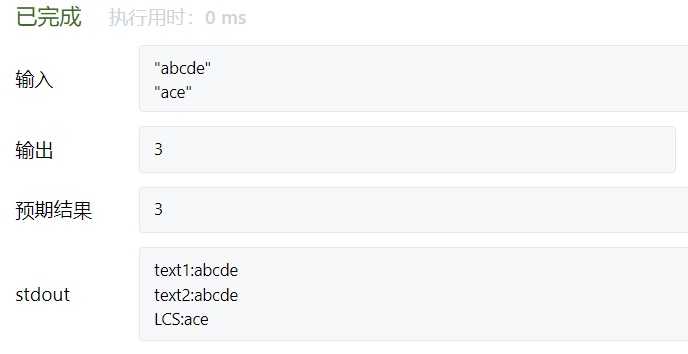 已完成 执行用时：0 ms
输入
"abcde"
"ace"
输出
3
预期结果
3
stdout
text1:abcde
text2:abcde
LCS:ace